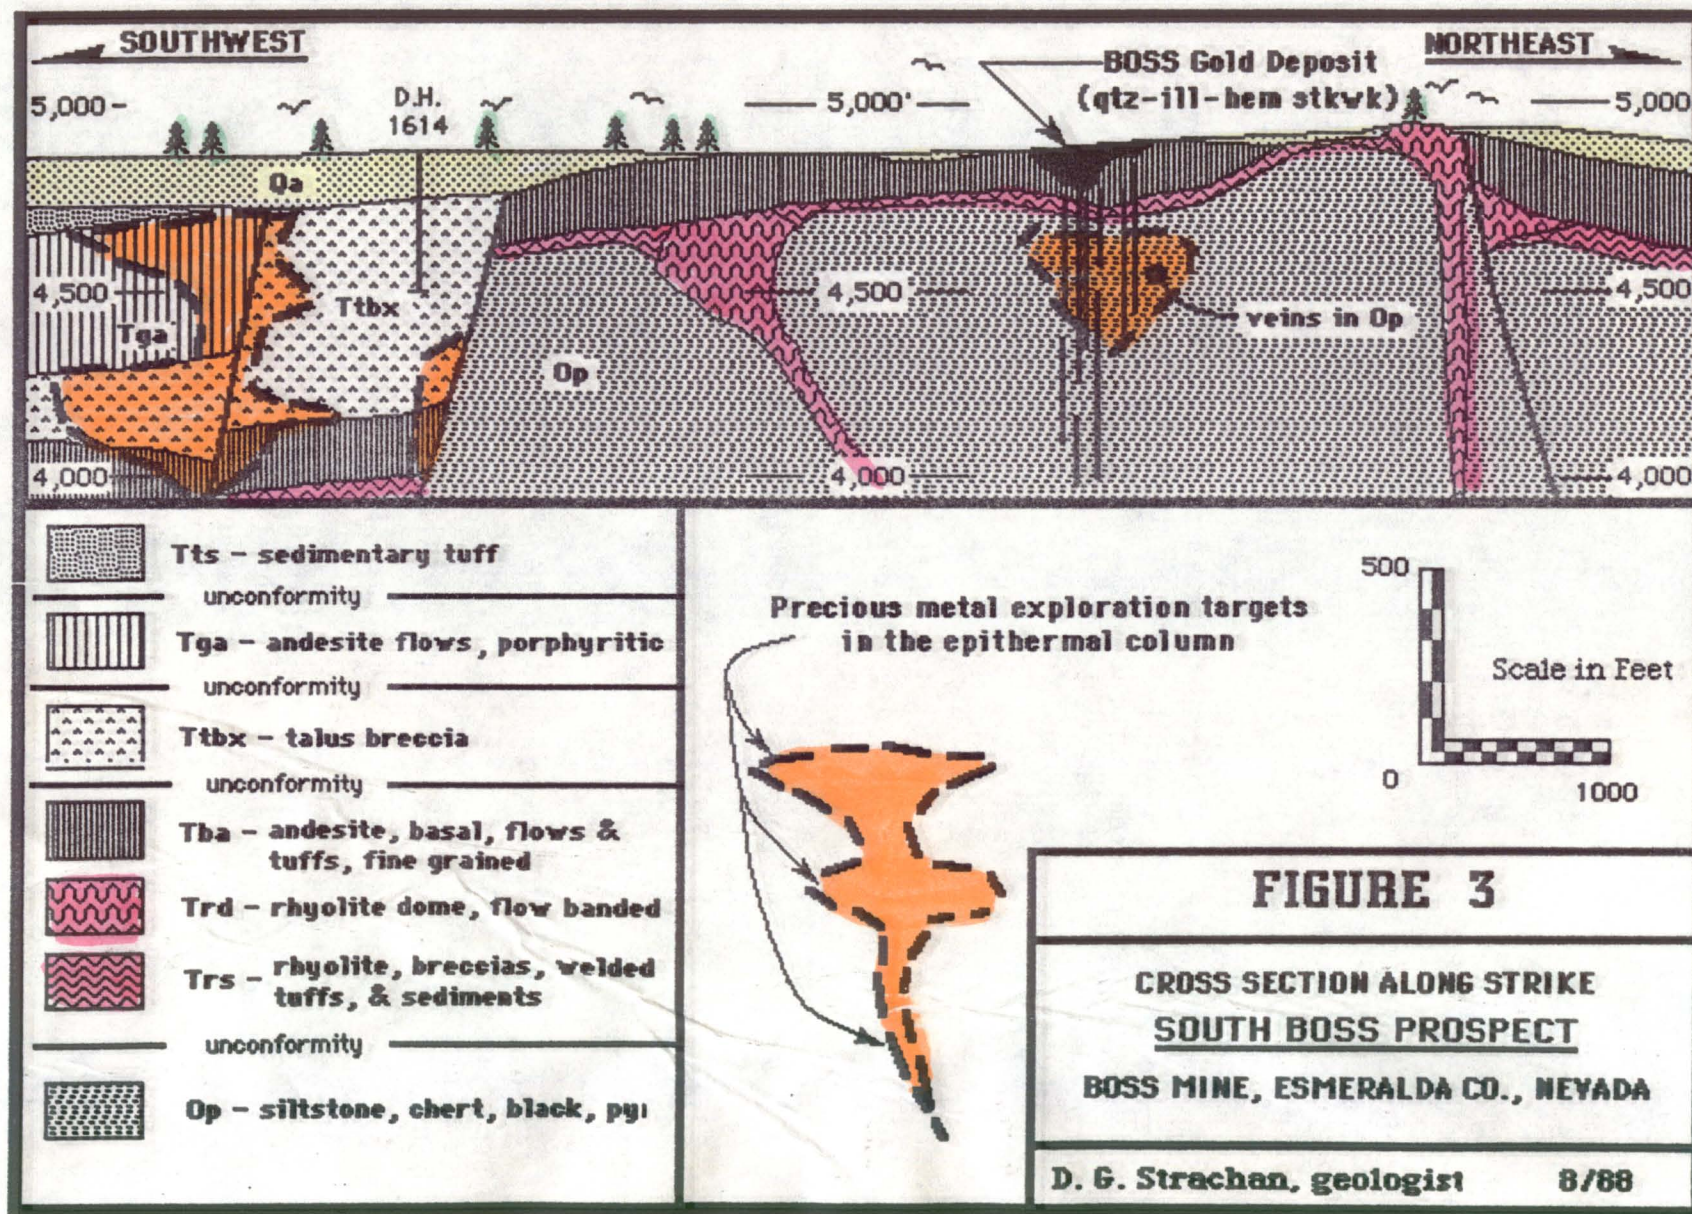 SOUTHWEST
NORTHEAST
BOSS Gold Deposit
(qtz-ill-hem stkwk)
5,000
D.H.
1614
5,000'
5,000
Qa
4,500
4,500
4,500
Tga
Ttbx
Op
veins in Op
4,000
4,000
4,000
Tts - sedimentary tuff
unconformity
Tga - andesite flows, porphyritic
unconformity
Ttbx - talus breccia
unconformity
Tba - andesite, basal, flows &
tuffs, fine grained
Trd - rhyolite dome, flow banded
Trs - rhyolite, breccias, welded
tuffs, & sediments
unconformity
Op - siltstone, chert, black, pyı
Precious metal exploration targets
in the epithermal column
500
Scale in Feet
0
1000
FIGURE 3
CROSS SECTION ALONG STRIKE
SOUTH BOSS PROSPECT
BOSS MINE, ESMERALDA CO., NEVADA
D. G. Strachan, geologist 8/88